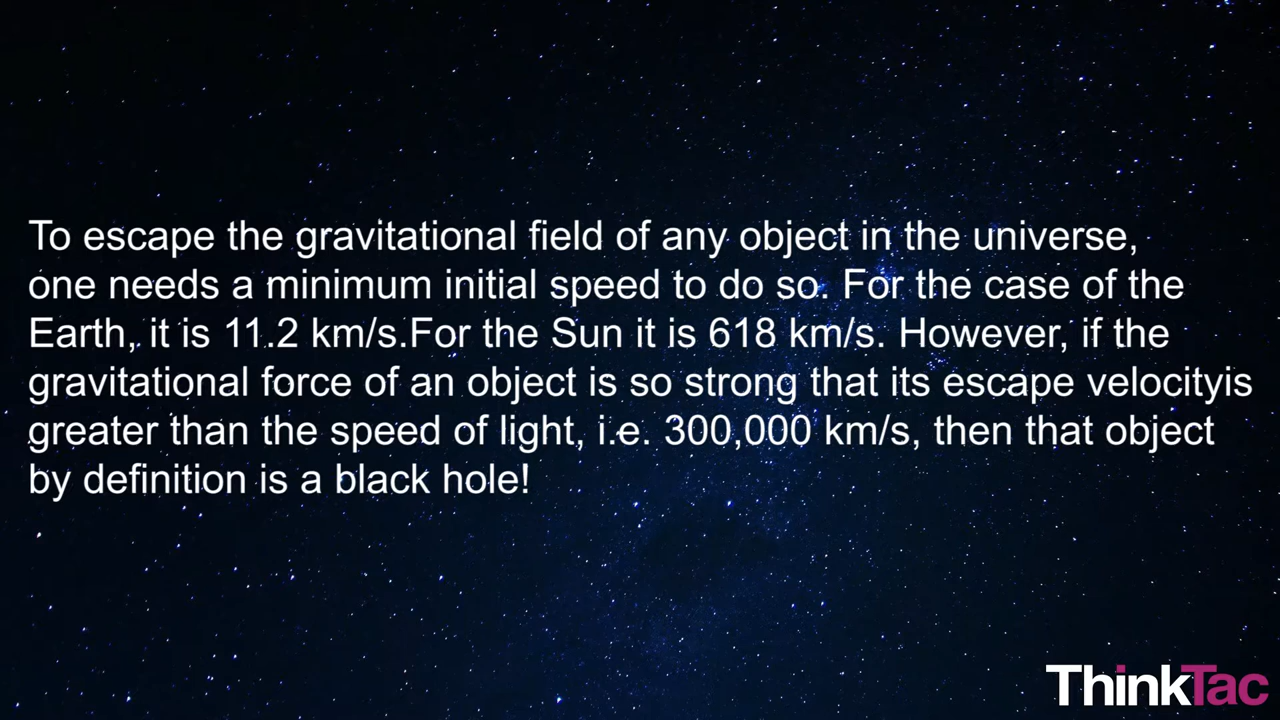 To escape the gravitational field of any object in the universe,
one needs a minimum initial speed to do so. For the case of the
Earth, it is 11.2 km/s.For the Sun it is 618 km/s. However, if the
gravitational force of an object is so strong that its escape velocityis
greater than the speed of light, i.e. 300,000 km/s, then that object
by definition is a black hole!
ThinkTac